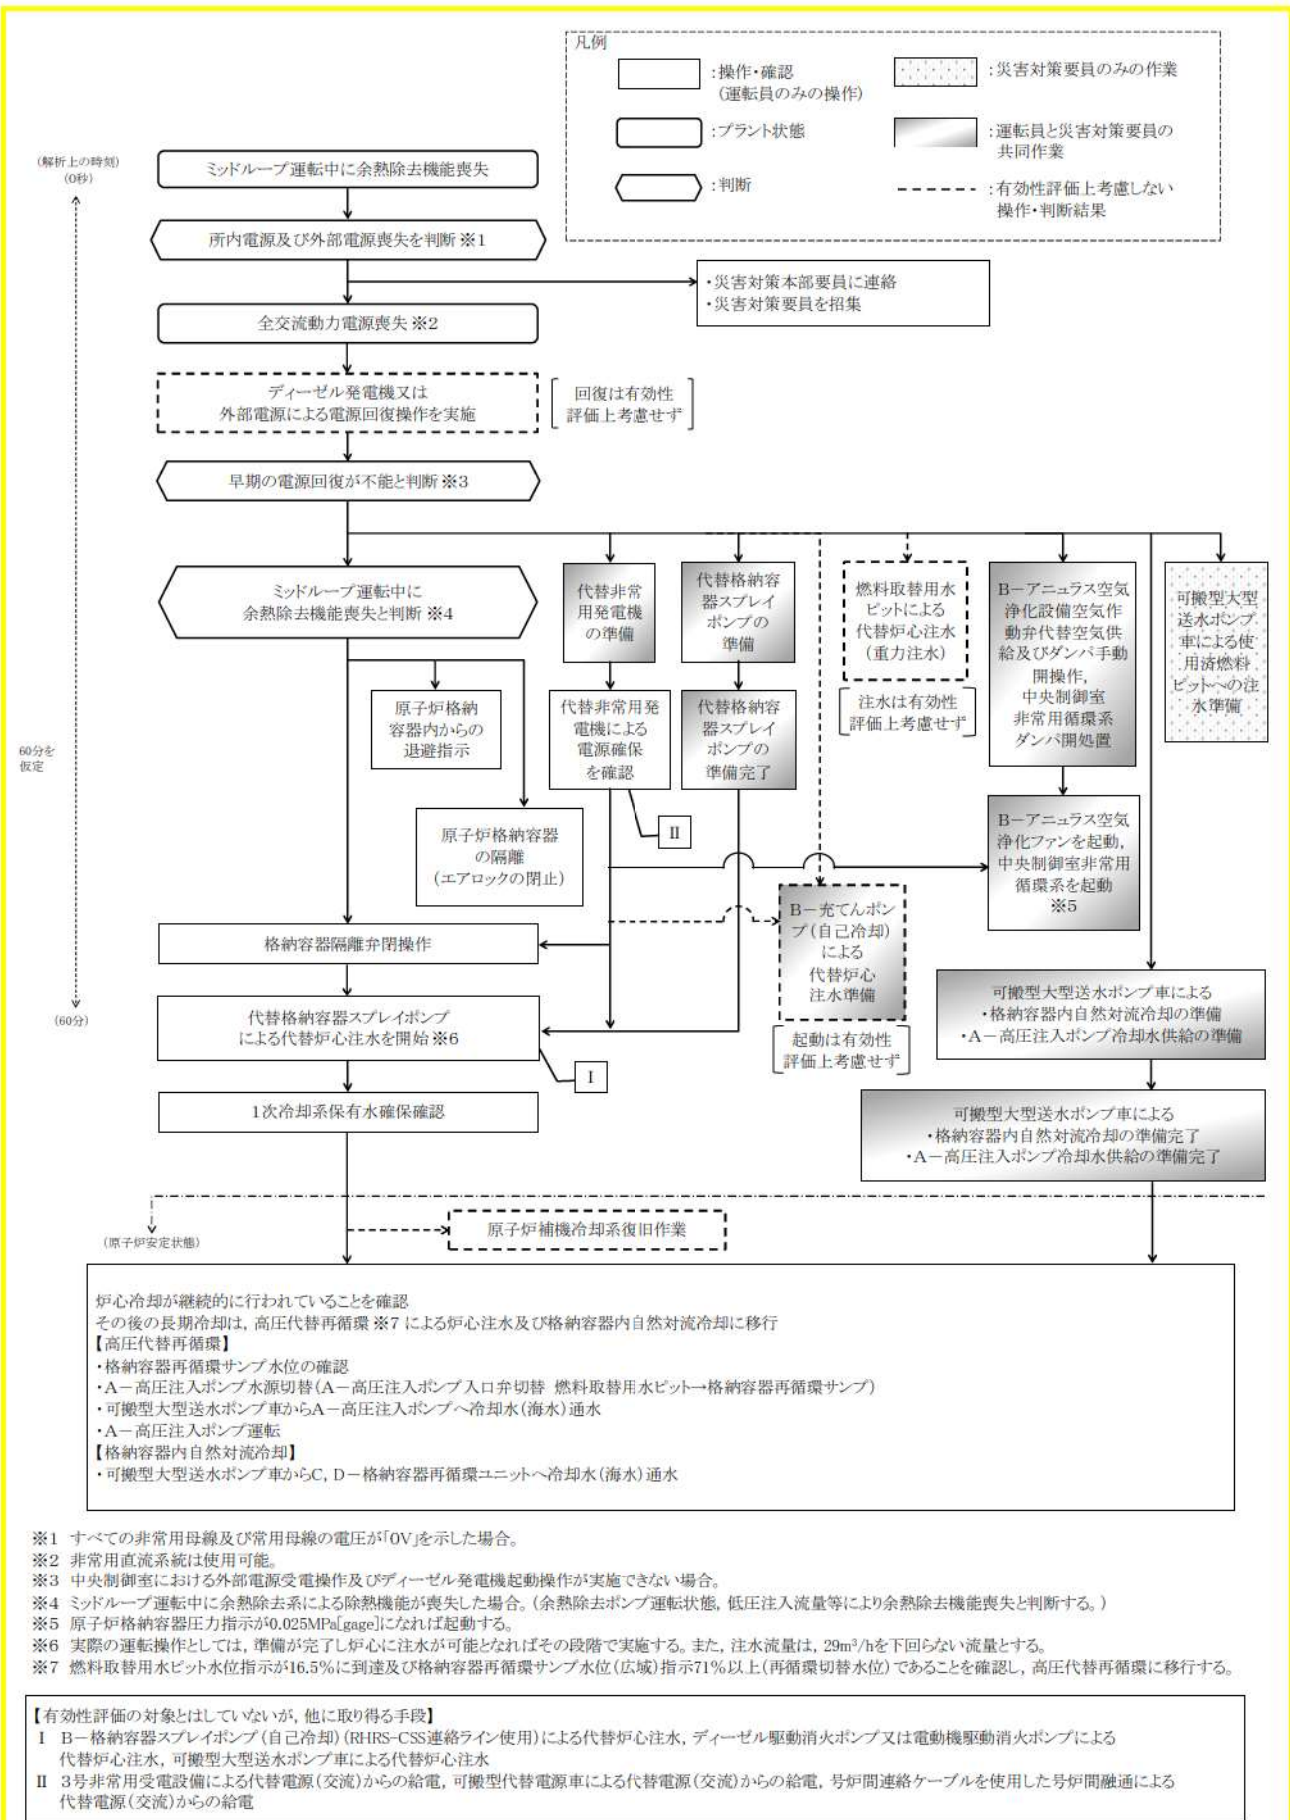 凡例
:操作・確認
(運転員のみの操作)
:災害対策要員のみの作業
:プラント状態
:運転員と災害対策要員の
共同作業
:判断
:有効性評価上考慮しない
操作・判断結果
(解析上の時刻)
(0秒)
ミッドループ運転中に余熱除去機能喪失
所内電源及び外部電源喪失を判断※1
・災害対策本部要員に連絡
・災害対策要員を招集
全交流動力電源喪失※2
ディーゼル発電機又は
外部電源による電源回復操作を実施
回復は有効性
評価上考慮せず
早期の電源回復が不能と判断※3
ミッドループ運転中に
余熱除去機能喪失と判断※4
代替非常
用発電機
の準備
代替格納容
器スプレイ
ポンプの
準備
燃料取替用水
ピットによる
代替炉心注水
(重力注水)
注水は有効性
評価上考慮せず
B-アニュラス空気
浄化設備空気作
動弁代替空気供
給及びダンパ手動
開操作,
中央制御室
非常用循環系
ダンパ開処置
可搬型大型
送水ポンプ
車による使
用済燃料
ピットへの注
水準備
原子炉格納
容器内からの
退避指示
代替非常用発
電機による
電源確保
を確認
代替格納容
器スプレイ
ポンプの
準備完了
60分を
仮定
原子炉格納容器
の隔離
(エアロックの閉止)
II
B-アニュラス空気
浄化ファンを起動,
中央制御室非常用
循環系を起動
※5
B-充てんポン
プ(自己冷却)
による
代替炉心
注水準備
起動は有効性
評価上考慮せず
格納容器隔離弁閉操作
(60分)
代替格納容器スプレイポンプ
による代替炉心注水を開始※6
I
可搬型大型送水ポンプ車による
・格納容器内自然対流冷却の準備
・A-高圧注入ポンプ冷却水供給の準備
1次冷却系保有水確保確認
可搬型大型送水ポンプ車による
・格納容器内自然対流冷却の準備完了
・A-高圧注入ポンプ冷却水供給の準備完了
(原子炉安定状態)
原子炉補機冷却系復旧作業
炉心冷却が継続的に行われていることを確認
その後の長期冷却は,高圧代替再循環※7による炉心注水及び格納容器内自然対流冷却に移行
【高圧代替再循環】
・格納容器再循環サンプ水位の確認
・A-高圧注入ポンプ水源切替(A-高圧注入ポンプ入口弁切替 燃料取替用水ピット→格納容器再循環サンプ)
・可搬型大型送水ポンプ車からA-高圧注入ポンプへ冷却水(海水)通水
・A-高圧注入ポンプ運転
【格納容器内自然対流冷却】
・可搬型大型送水ポンプ車からC,D-格納容器再循環ユニットへ冷却水(海水)通水
※1 すべての非常用母線及び常用母線の電圧が「0V」を示した場合。
※2 非常用直流系統は使用可能。
※3 中央制御室における外部電源受電操作及びディーゼル発電機起動操作が実施できない場合。
※4 ミッドループ運転中に余熱除去系による除熱機能が喪失した場合。(余熱除去ポンプ運転状態,低圧注入流量等により余熱除去機能喪失と判断する。)
※5 原子炉格納容器圧力指示が0.025MPa[gage]になれば起動する。
※6 実際の運転操作としては,準備が完了し炉心に注水が可能となればその段階で実施する。また,注水流量は,29m³/hを下回らない流量とする。
※7 燃料取替用水ピット水位指示が16.5%に到達及び格納容器再循環サンプ水位(広域)指示71%以上(再循環切替水位)であることを確認し,高圧代替再循環に移行する。
【有効性評価の対象とはしていないが,他に取り得る手段】
I B-格納容器スプレイポンプ(自己冷却)(RHRS-CSS連絡ライン使用)による代替炉心注水,ディーゼル駆動消火ポンプ又は電動機駆動消火ポンプによる
代替炉心注水,可搬型大型送水ポンプ車による代替炉心注水
II 3号非常用受電設備による代替電源(交流)からの給電,可搬型代替電源車による代替電源(交流)からの給電,号炉間連絡ケーブルを使用した号炉間融通による
代替電源(交流)からの給電